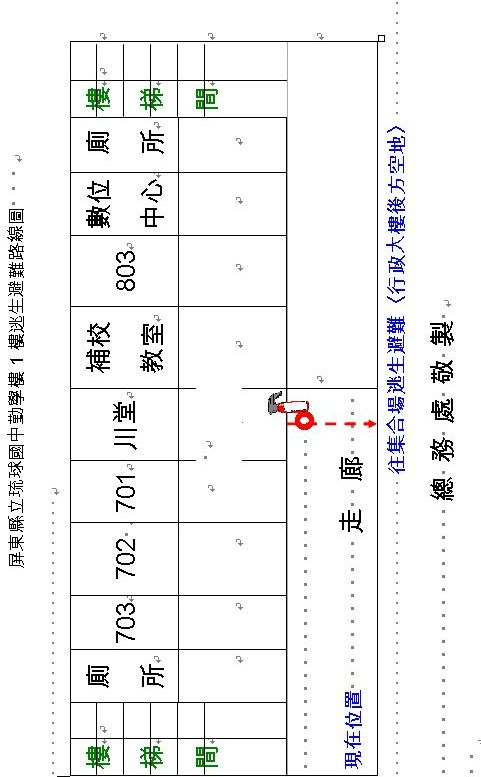 屏東縣立琉球國中勤學樓 1 樓逃生避難路線圖
樓梯間
廁所
703
702
701
川堂
補校
教室
803
數位
中心
廁所
樓梯間
走 廊
現在位置
往集合場逃生避難〈行政大樓後方空地〉
總 務 處 敬 製